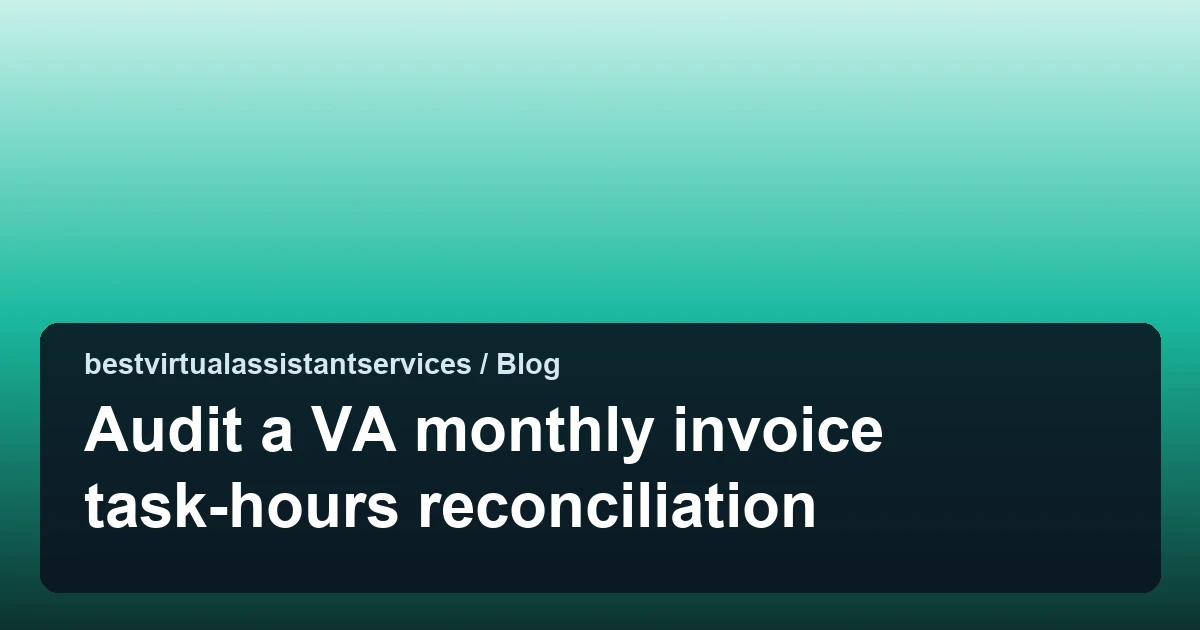 bestvirtualassistantservices / Blog
Audit a VA monthly invoice
task-hours reconciliation